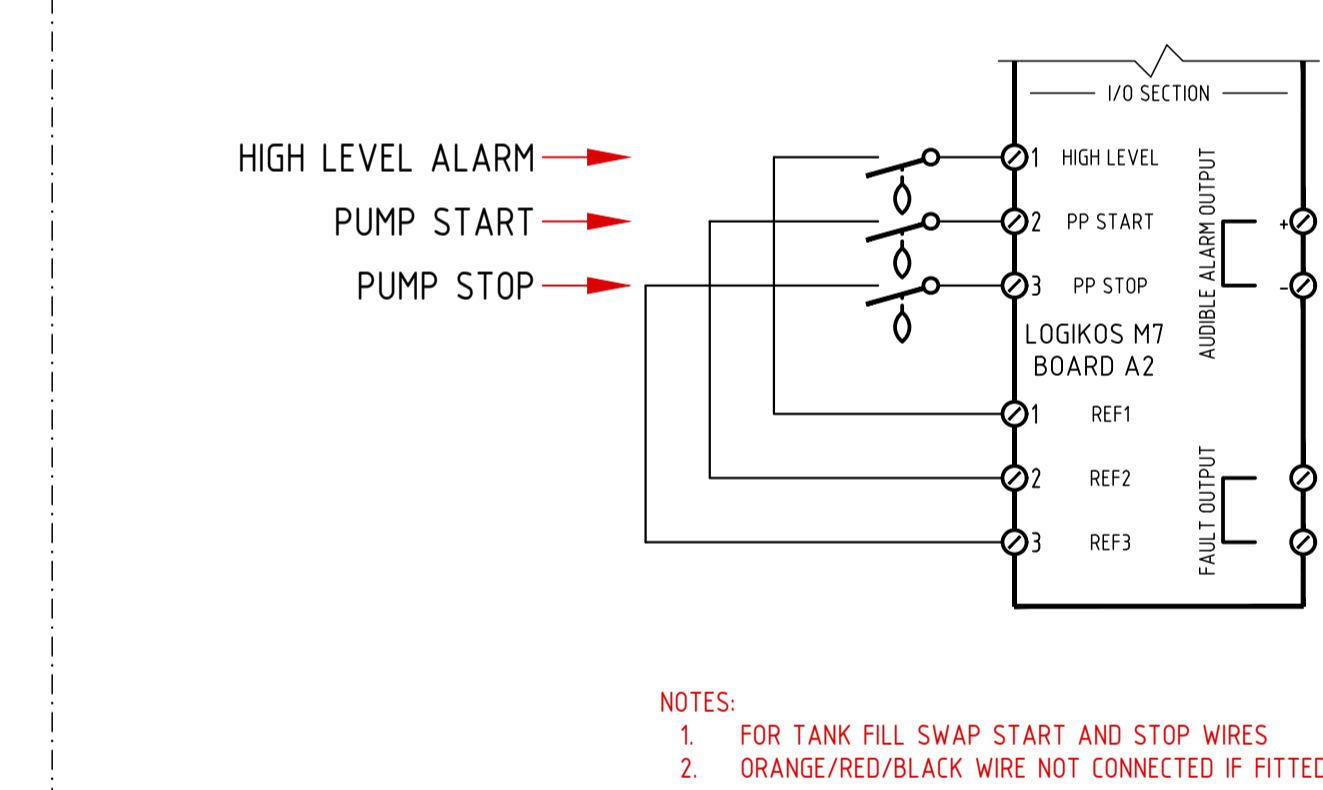 I/O SECTION
HIGH LEVEL ALARM
1 HIGH LEVEL
PUMP START
2 PP START
+
PUMP STOP
3 PP STOP
-
AUDIBLE ALARM OUTPUT
LOGIKOS M7
BOARD A2
1 REF1
2 REF2
3 REF3
FAULT OUTPUT
NOTES:
1. FOR TANK FILL SWAP START AND STOP WIRES
2. ORANGE/RED/BLACK WIRE NOT CONNECTED IF FITTED